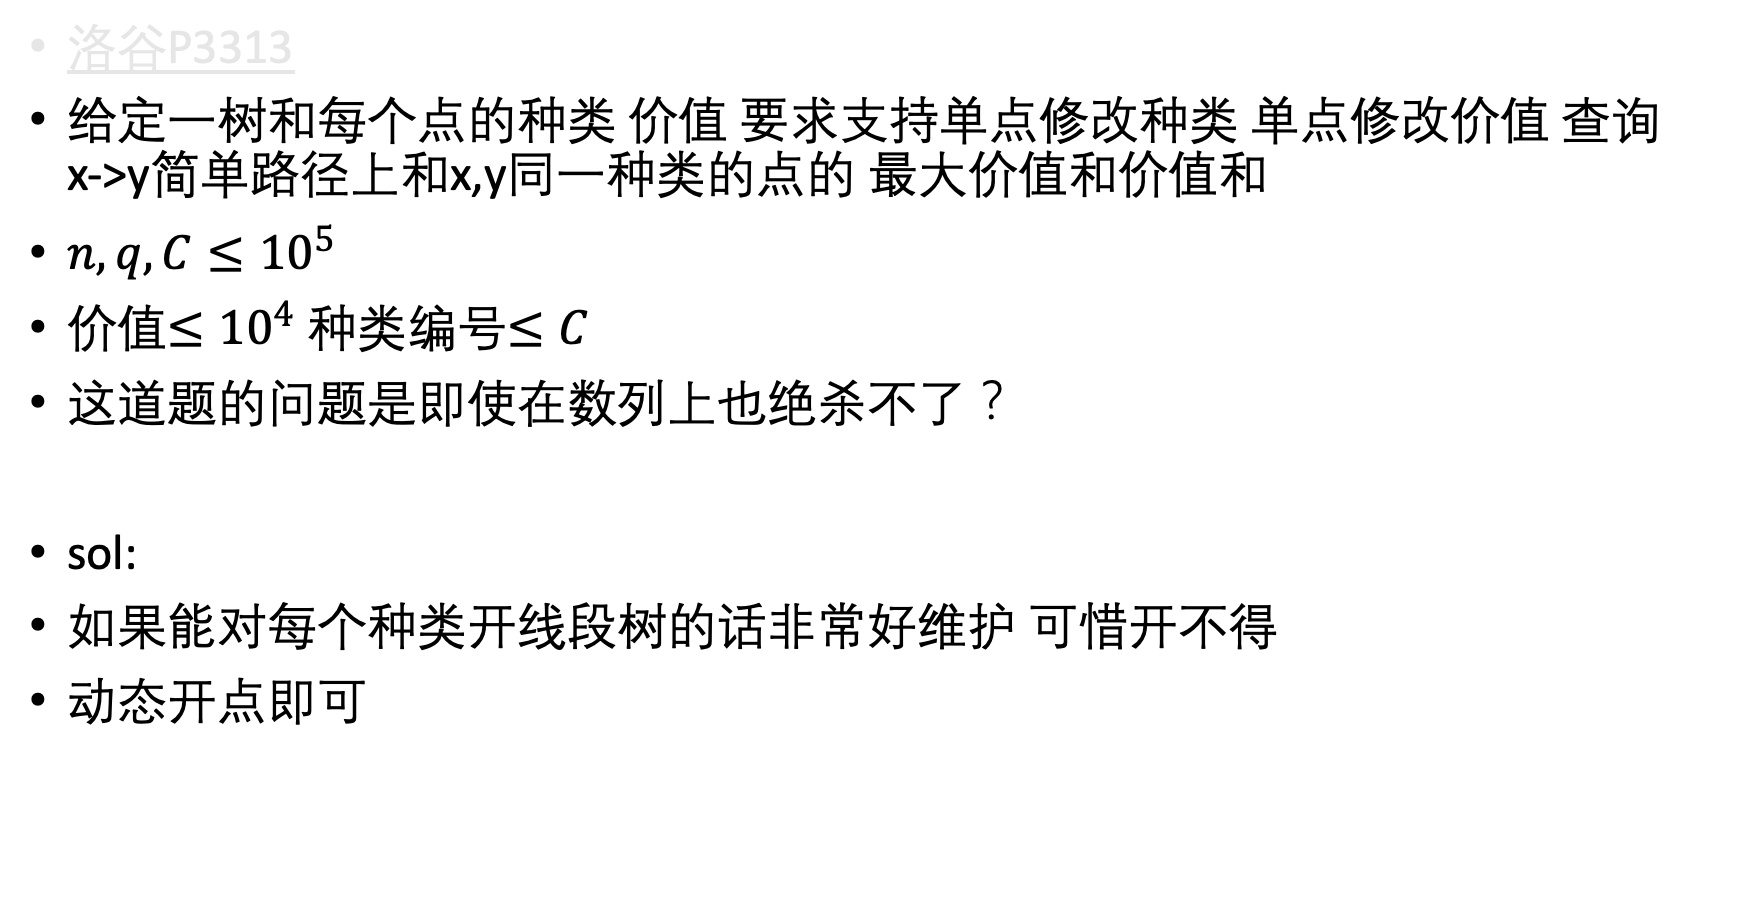 • 洛谷P3313
• 给定一树和每个点的种类 价值 要求支持单点修改种类 单点修改价值 查询
x->y简单路径上和x,y同一种类的点的 最大价值和价值和
• n, q, C ≤ 10⁵
• 价值≤ 10⁴ 种类编号≤ C
• 这道题的问题是即使在数列上也绝杀不了？
• sol:
• 如果能对每个种类开线段树的话非常好维护 可惜开不得
• 动态开点即可